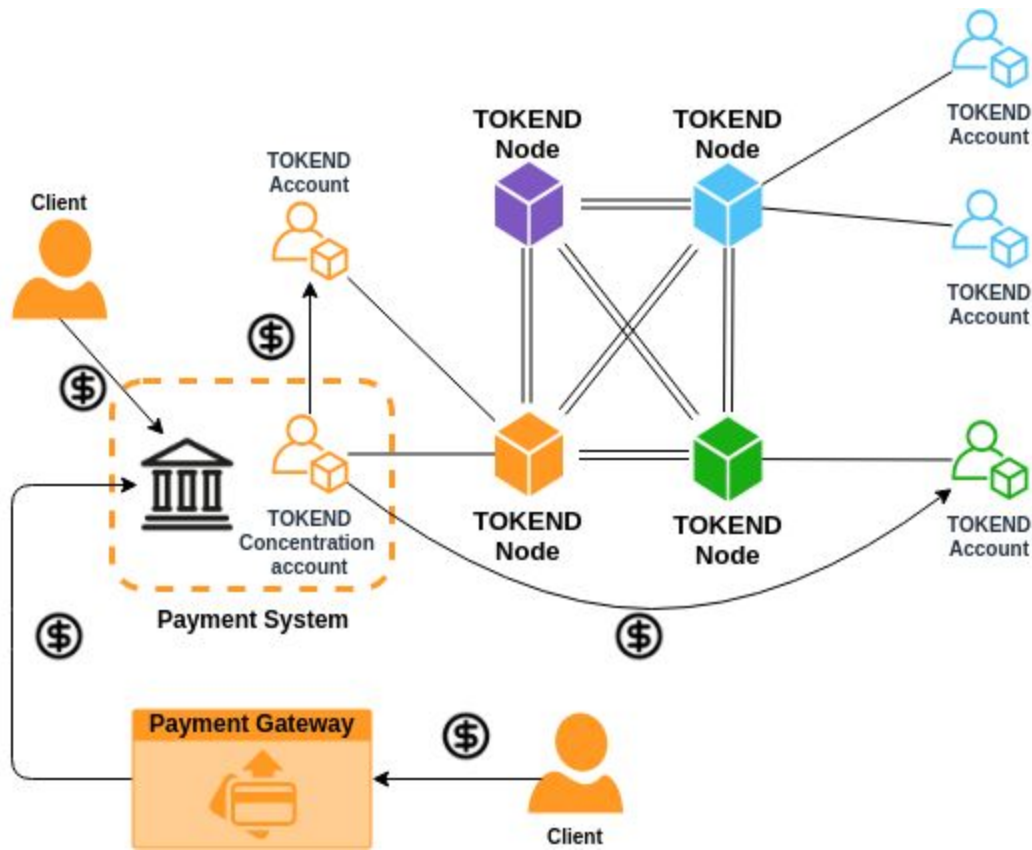 TOKEND
Account
TOKEND
Node
TOKEND
Node
TOKEND
Account
Client
TOKEND
Account
$
$
TOKEND
Concentration
account
TOKEND
Node
TOKEND
Node
TOKEND
Account
Payment System
$
$
Payment Gateway
$
Client